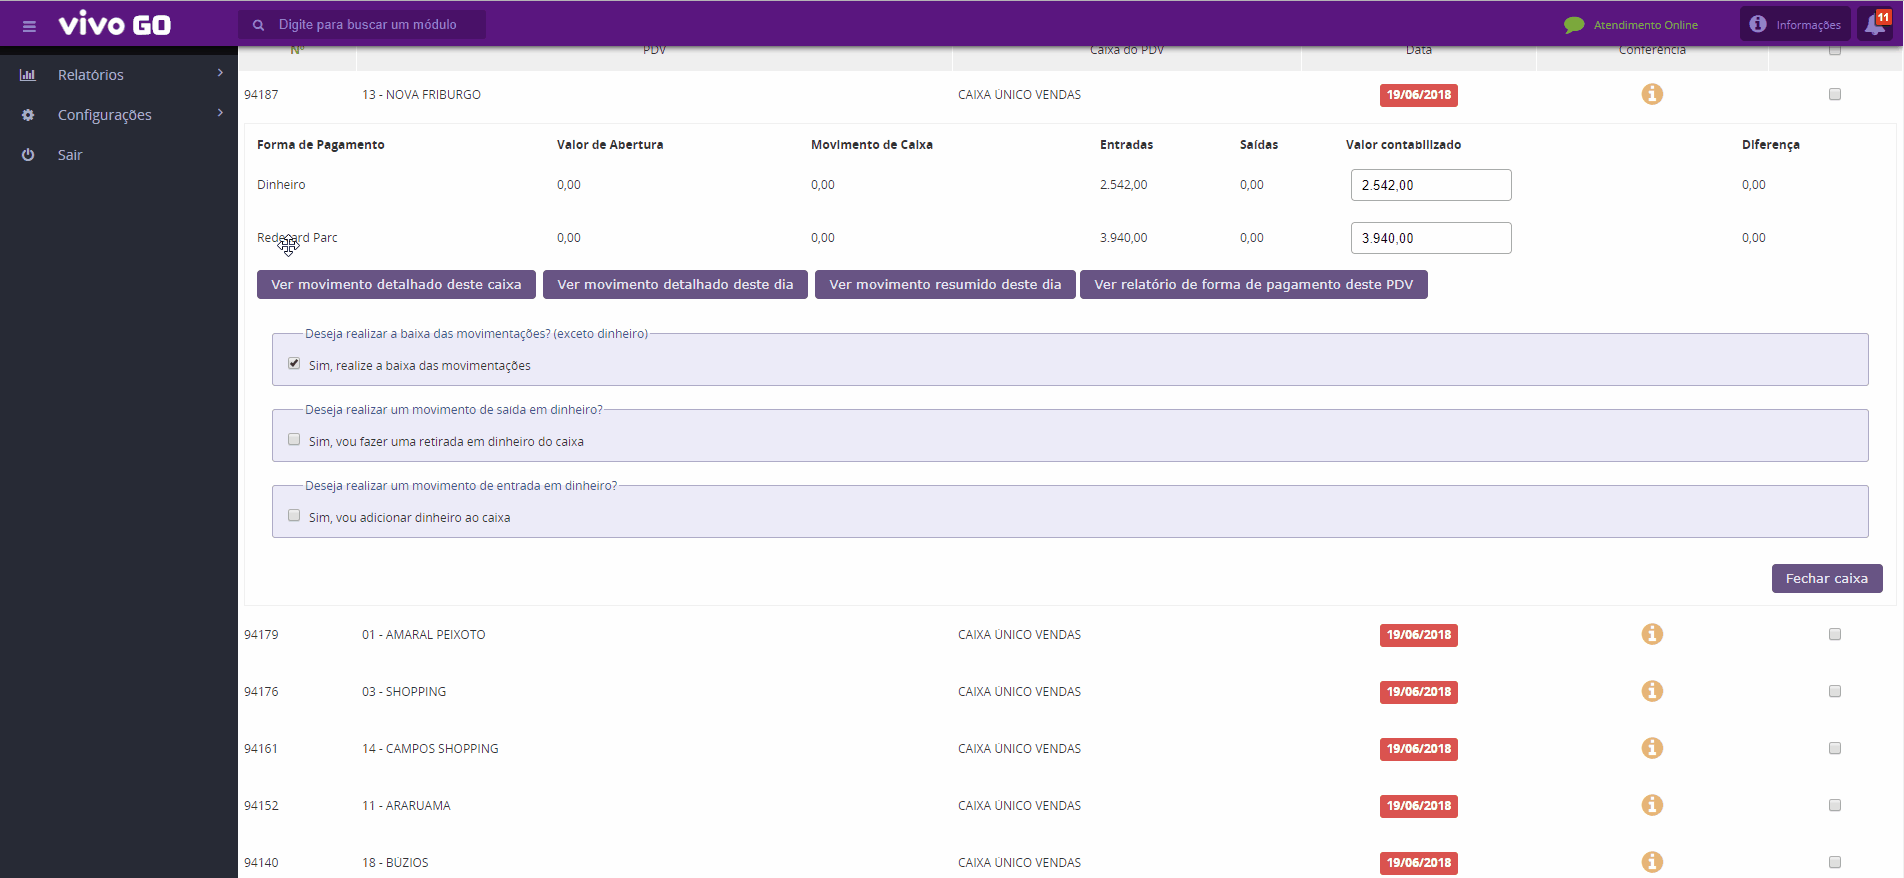 vivo GO
Digite para buscar um módulo
Atendimento Online
Informações
11
Relatórios
Configurações
Sair
Nº PDV Caixa do PDV Data Conferência
94187 13 - NOVA FRIBURGO CAIXA ÚNICO VENDAS 19/06/2018
Forma de Pagamento Valor de Abertura Movimento de Caixa Entradas Saídas Valor contabilizado Diferença
Dinheiro 0,00 0,00 2.542,00 0,00 2.542,00 0,00
Redecard Parc 0,00 0,00 3.940,00 0,00 3.940,00 0,00
Ver movimento detalhado deste caixa Ver movimento detalhado deste dia Ver movimento resumido deste dia Ver relatório de forma de pagamento deste PDV
Deseja realizar a baixa das movimentações? (exceto dinheiro)
Sim, realize a baixa das movimentações
Deseja realizar um movimento de saída em dinheiro?
Sim, vou fazer uma retirada em dinheiro do caixa
Deseja realizar um movimento de entrada em dinheiro?
Sim, vou adicionar dinheiro ao caixa
Fechar caixa
94179 01 - AMARAL PEIXOTO CAIXA ÚNICO VENDAS 19/06/2018
94176 03 - SHOPPING CAIXA ÚNICO VENDAS 19/06/2018
94161 14 - CAMPOS SHOPPING CAIXA ÚNICO VENDAS 19/06/2018
94152 11 - ARARUAMA CAIXA ÚNICO VENDAS 19/06/2018
94140 18 - BÚZIOS CAIXA ÚNICO VENDAS 19/06/2018